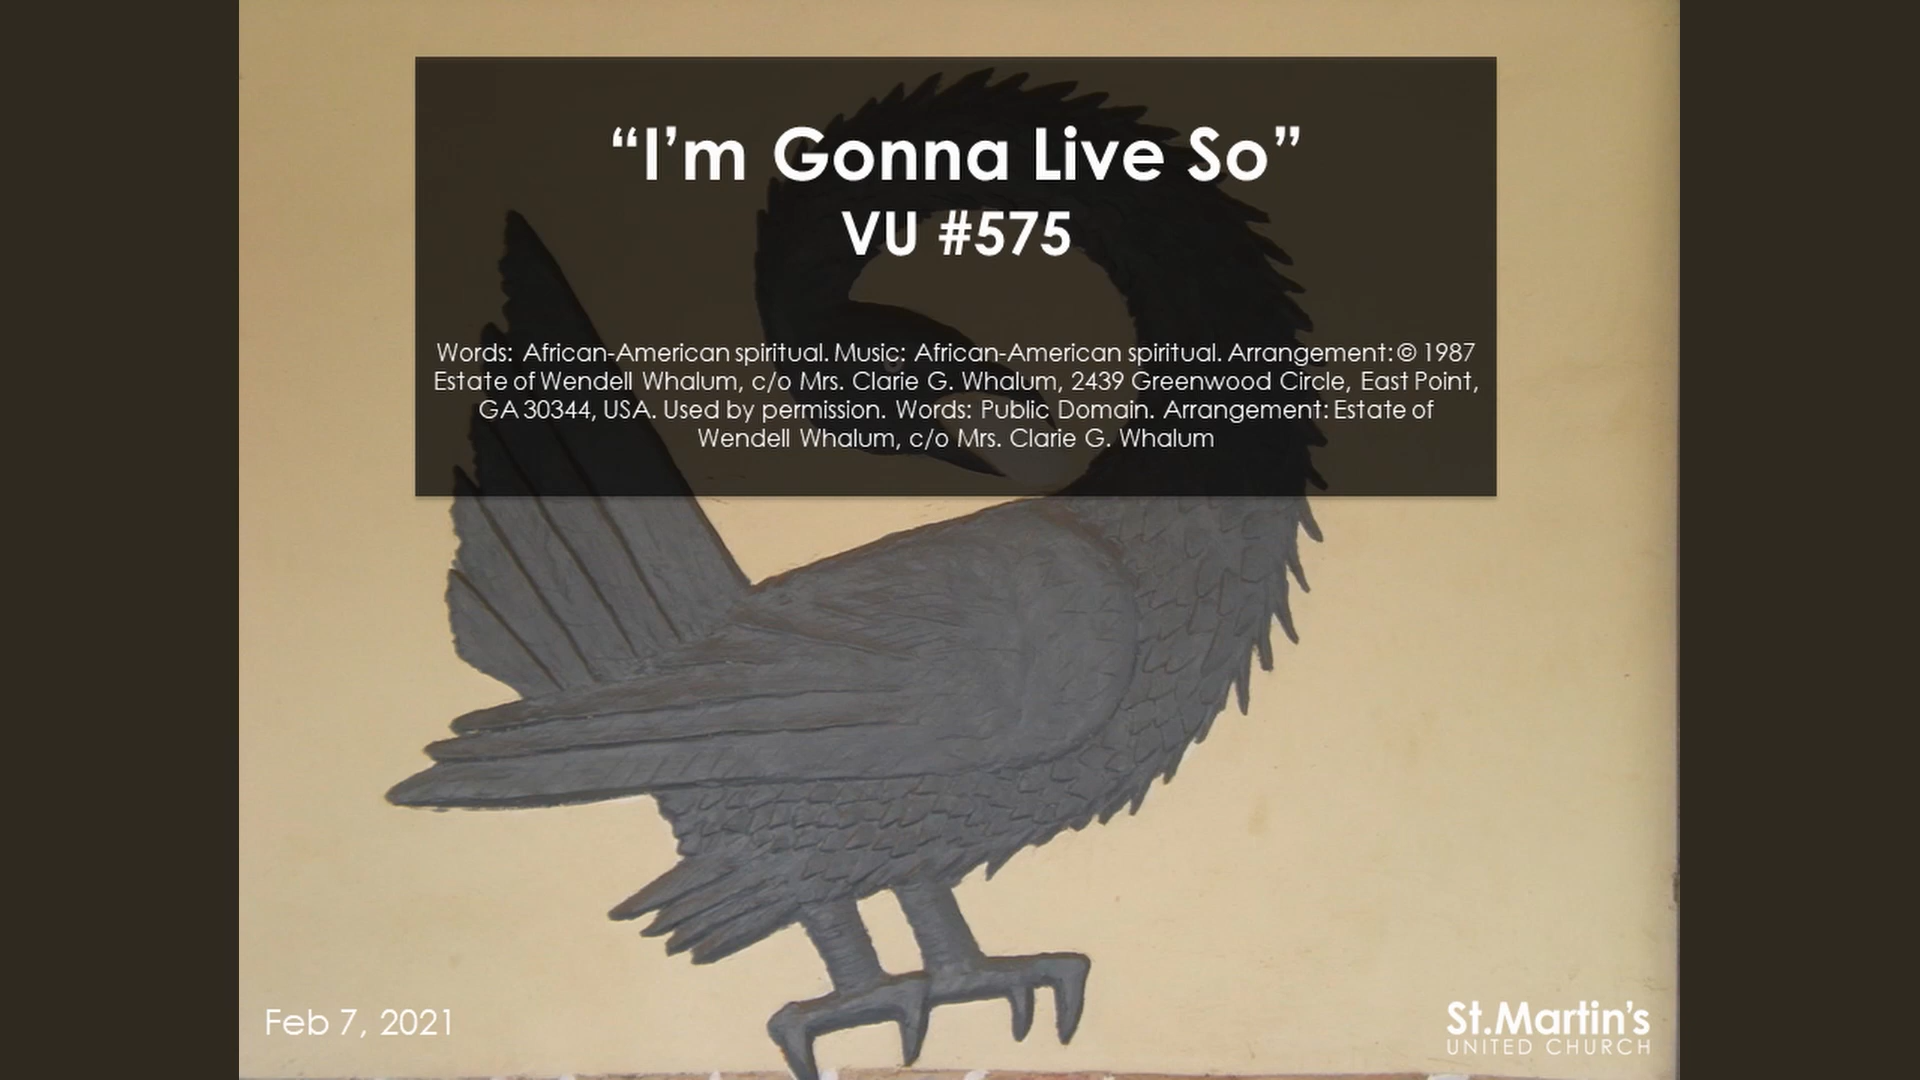 “I’m Gonna Live So”
VU #575
Words: African-American spiritual. Music: African-American spiritual. Arrangement: © 1987
Estate of Wendell Whalum, c/o Mrs. Clarie G. Whalum, 2439 Greenwood Circle, East Point,
GA 30344, USA. Used by permission. Words: Public Domain. Arrangement: Estate of
Wendell Whalum, c/o Mrs. Clarie G. Whalum
Feb 7, 2021
St.Martin’s
UNITED CHURCH